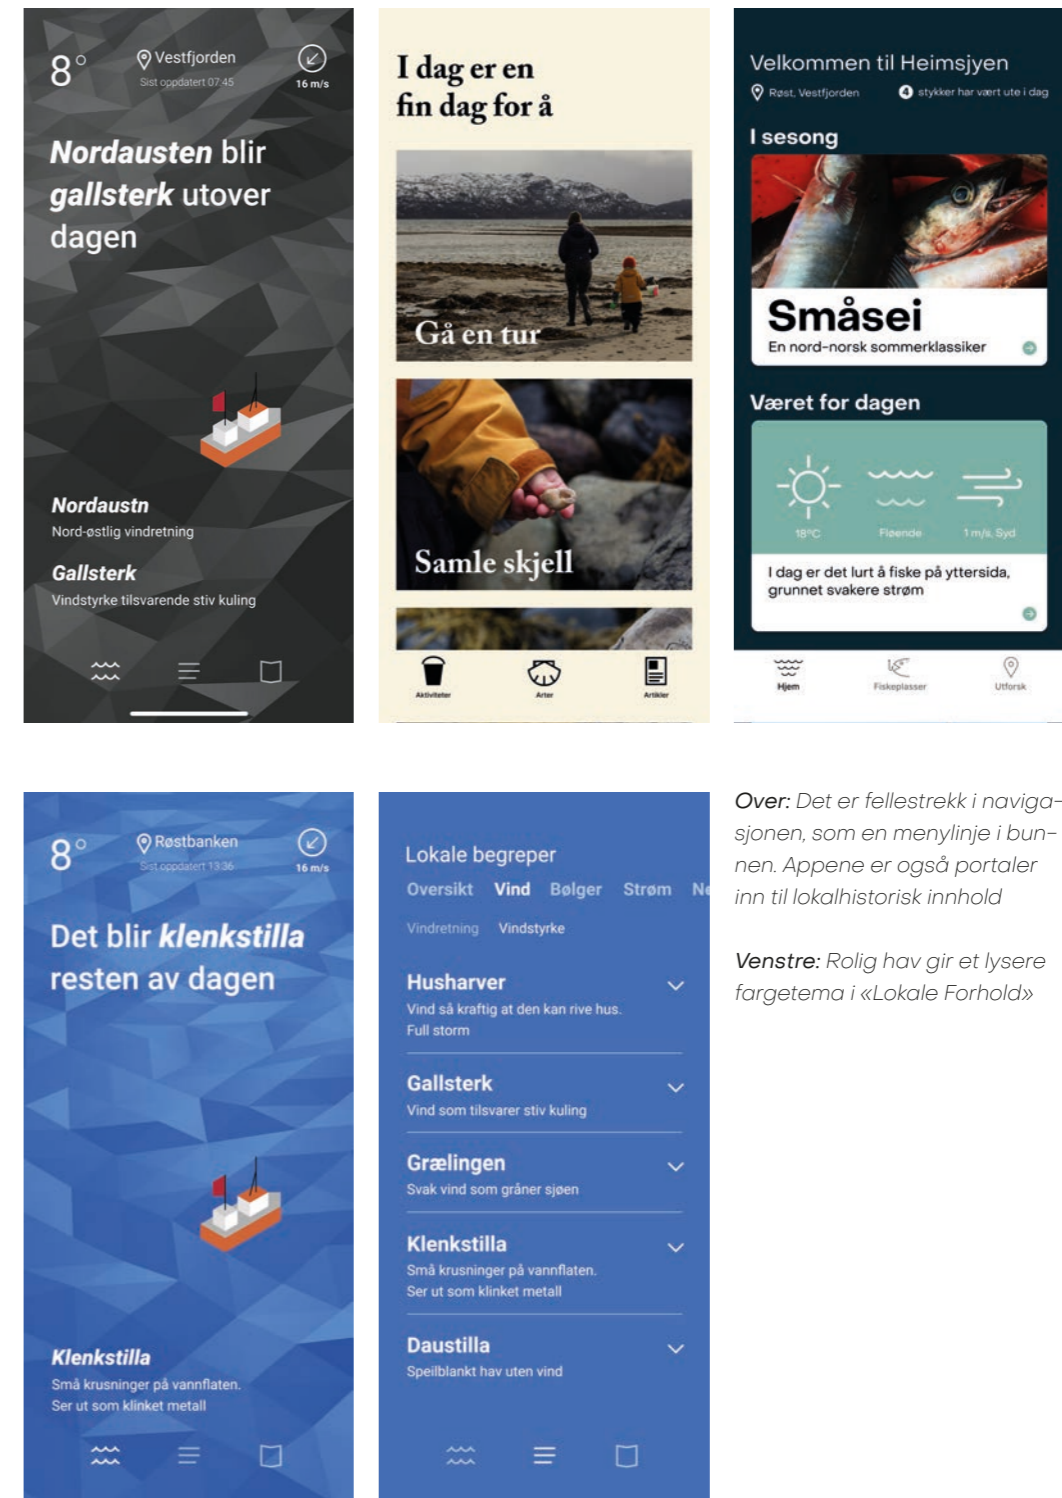 8°
Vestfjorden
Sist oppdatert 07:45
16 m/s
Nordausten blir
gallsterk utover
dagen
Nordaustn
Nord-østlig vindretning
Gallsterk
Vindstyrke tilsvarende stiv kuling
I dag er en
fin dag for å
Gå en tur
Samle skjell
Aktiviteter
Arter
Artikler
Velkommen til Heimsjyen
Røst, Vestfjorden
4 stykker har vært ute i dag
I sesong
Småsei
En nord-norsk sommerklassiker
Været for dagen
18°C
Fløende
1 m/s, Syd
I dag er det lurt å fiske på yttersida,
grunnet svakere strøm
Hjem
Fiskeplasser
Utforsk
8°
Røstbanken
Sist oppdatert 13:36
16 m/s
Det blir klenkstilla
resten av dagen
Klenkstilla
Små krusninger på vannflaten.
Ser ut som klinket metall
Lokale begreper
Oversikt Vind Bølger Strøm Ne
Vindretning Vindstyrke
Husharver
Vind så kraftig at den kan rive hus.
Full storm
Gallsterk
Vind som tilsvarer stiv kuling
Grælingen
Svak vind som gråner sjøen
Klenkstilla
Små krusninger på vannflaten.
Ser ut som klinket metall
Daustilla
Speilblankt hav uten vind
Over: Det er fellestrekk i naviga-
sjonen, som en menylinje i bun-
nen. Appene er også portaler
inn til lokalhistorisk innhold
Venstre: Rolig hav gir et lysere
fargetema i «Lokale Forhold»